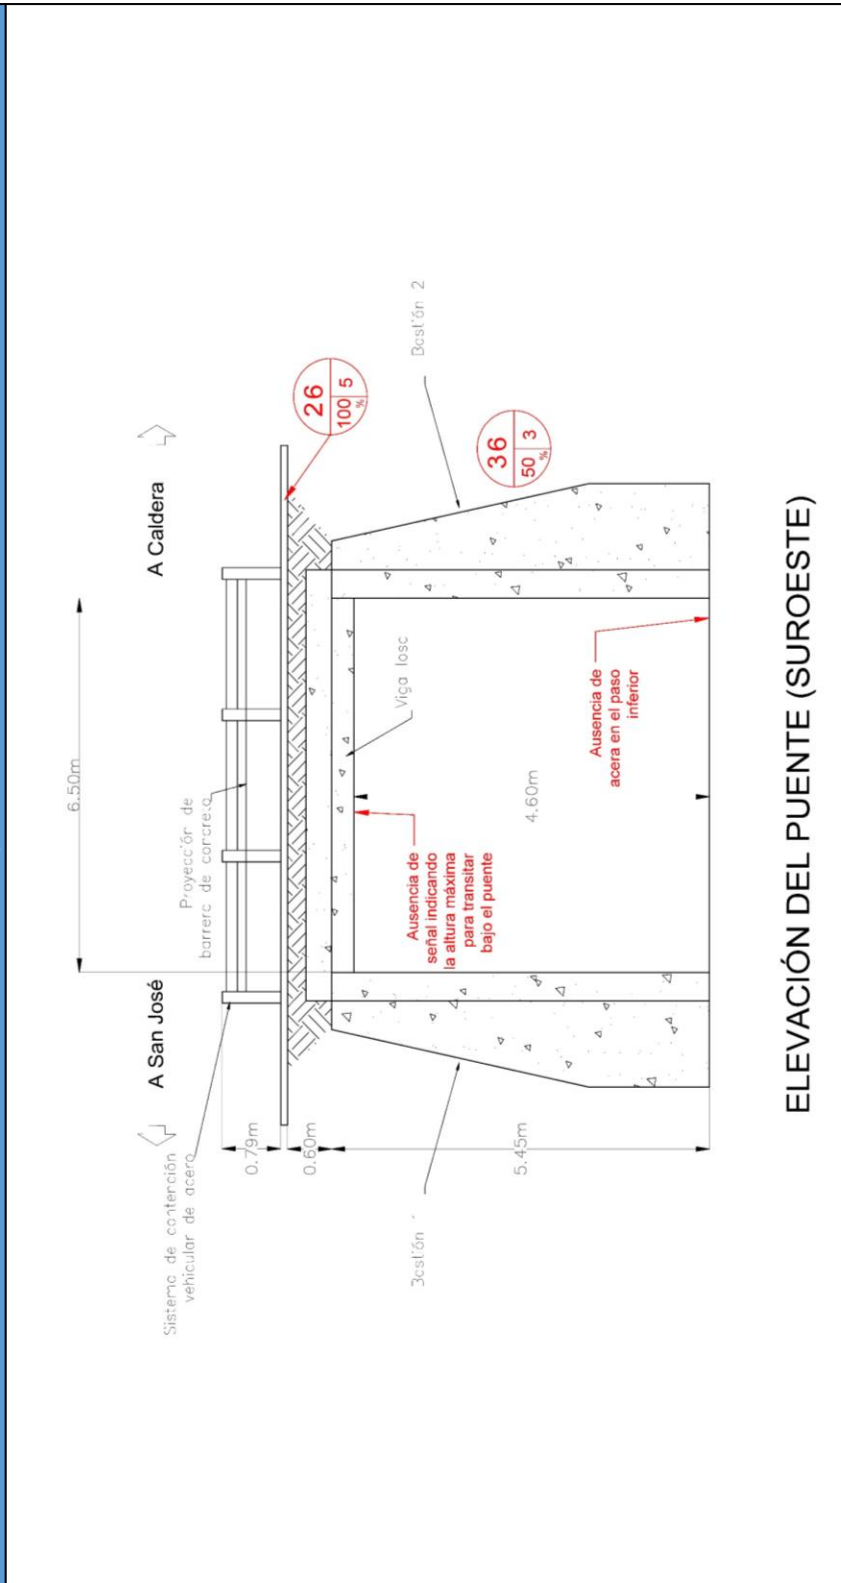 6.50m
A San José
A Caldera
Sistema de contención
vehicular de acero
Proyección de
barrera de concreto
0.79m
0.60m
5.45m
26
100 5
%
Bastión 1
Bastión 2
Viga losa
36
50 3
%
Ausencia de
señal indicando
la altura máxima
para transitar
bajo el puente
4.60m
Ausencia de
acera en el paso
inferior
ELEVACIÓN DEL PUENTE (SUROESTE)